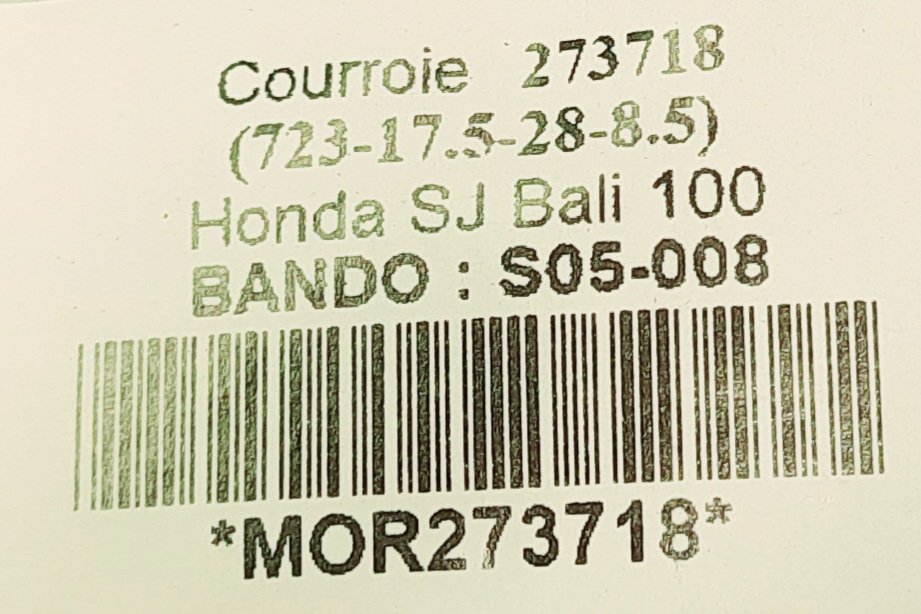 Courroie 273718
(723-17.5-28-8.5)
Honda SJ Bali 100
BANDO : S05-008
*MOR273718*